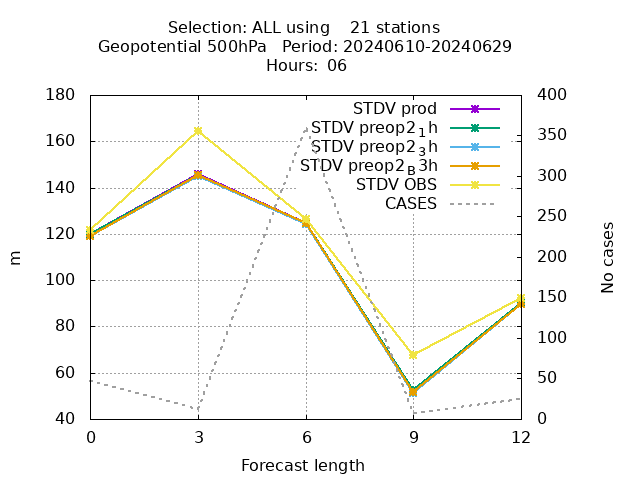 Selection: ALL using 21 stations
Geopotential 500hPa Period: 20240610-20240629
Hours: 06
180 400
STDV prod
160 350
STDV preop2₁h
STDV preop2₃h
STDV preop2_B3h
140 300
STDV OBS
CASES
120 250
100 200
80 150
60 100
40 50
0
m
No cases
0 3 6 9 12
Forecast length